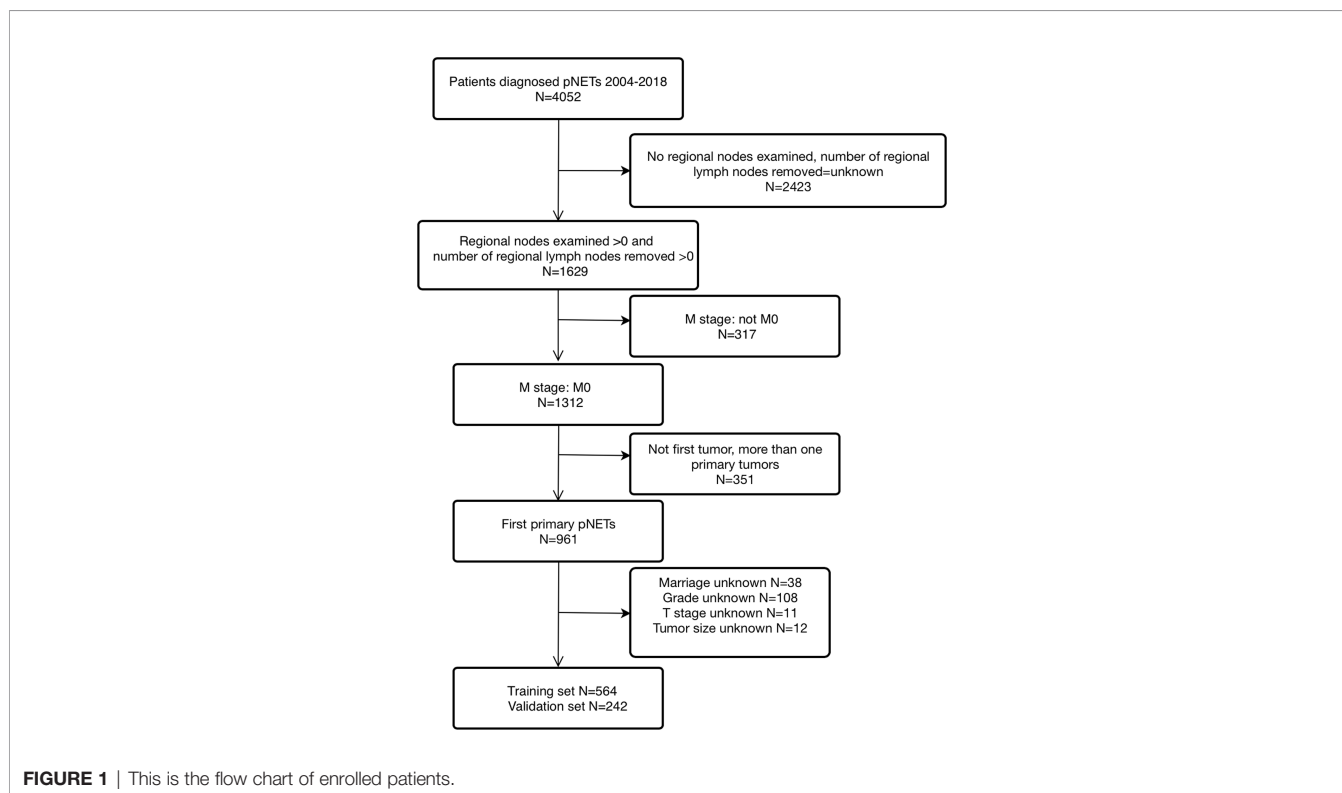 Patients diagnosed pNETs 2004-2018
N=4052
No regional nodes examined, number of regional
lymph nodes removed=unknown
N=2423
Regional nodes examined >0 and
number of regional lymph nodes removed >0
N=1629
M stage: not M0
N=317
M stage: M0
N=1312
Not first tumor, more than one
primary tumors
N=351
First primary pNETs
N=961
Marriage unknown N=38
Grade unknown N=108
T stage unknown N=11
Tumor size unknown N=12
Training set N=564
Validation set N=242
FIGURE 1 | This is the flow chart of enrolled patients.